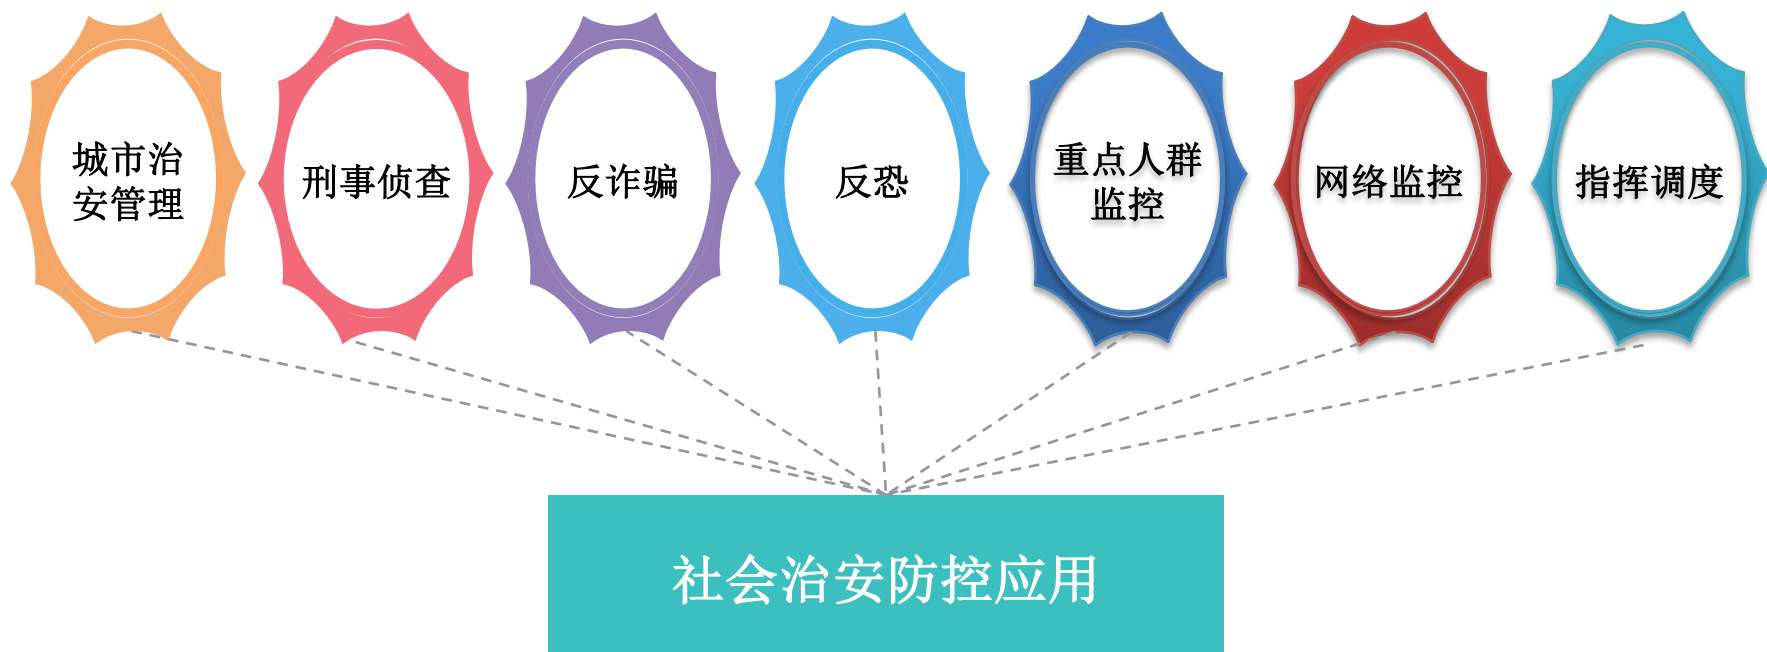 城市治
安管理
刑事侦查
反诈骗
反恐
重点人群
监控
网络监控
指挥调度
社会治安防控应用